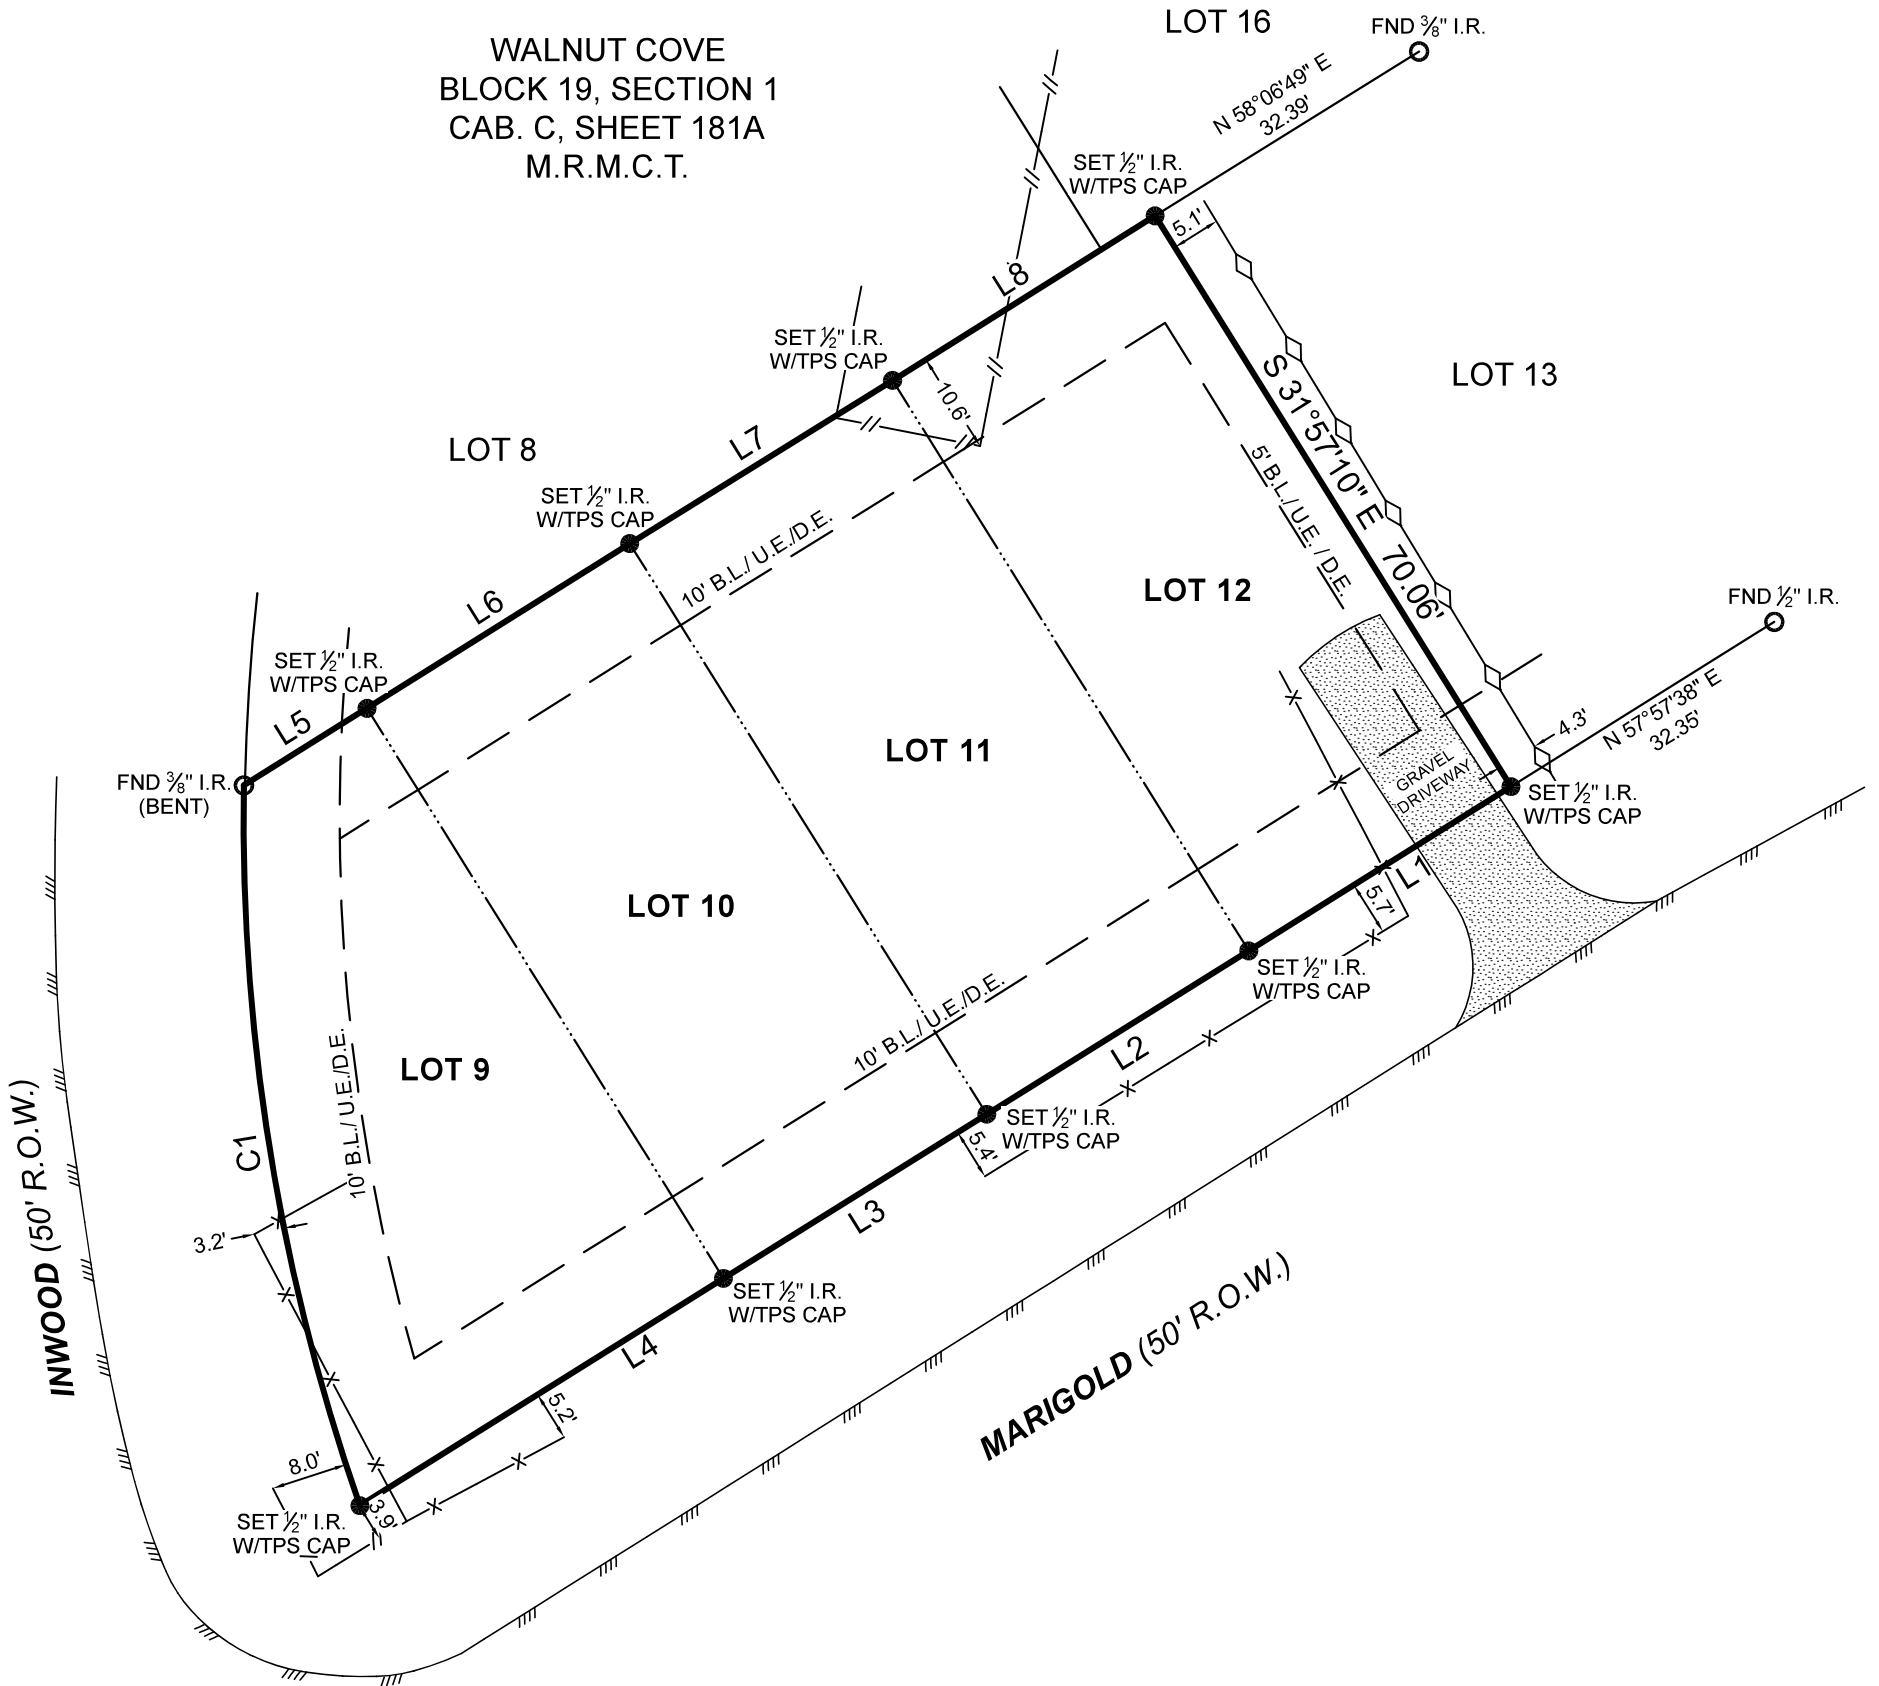 LOT 16
FND 3/8" I.R.
WALNUT COVE
BLOCK 19, SECTION 1
CAB. C, SHEET 181A
M.R.M.C.T.
N 58°06'49" E
32.39'
SET 1/2" I.R.
W/TPS CAP
5.1'
L8
SET 1/2" I.R.
W/TPS CAP
10.6'
S 31°57'10" E 70.06'
LOT 13
LOT 8
L7
5' B.L./ U.E. / D.E.
SET 1/2" I.R.
W/TPS CAP
10' B.L./ U.E./D.E.
LOT 12
FND 1/2" I.R.
L6
SET 1/2" I.R.
W/TPS CAP
L5
N 57°57'38" E
32.35'
4.3'
LOT 11
FND 3/8" I.R.
(BENT)
GRAVEL
DRIVEWAY
SET 1/2" I.R.
W/TPS CAP
L1
5.7'
LOT 10
SET 1/2" I.R.
W/TPS CAP
10' B.L./ U.E./D.E.
L2
LOT 9
10' B.L./ U.E./D.E.
SET 1/2" I.R.
W/TPS CAP
5.4'
C1
INWOOD (50' R.O.W.)
L3
3.2'
SET 1/2" I.R.
W/TPS CAP
L4
MARIGOLD (50' R.O.W.)
5.2'
8.0'
3.9'
SET 1/2" I.R.
W/TPS CAP